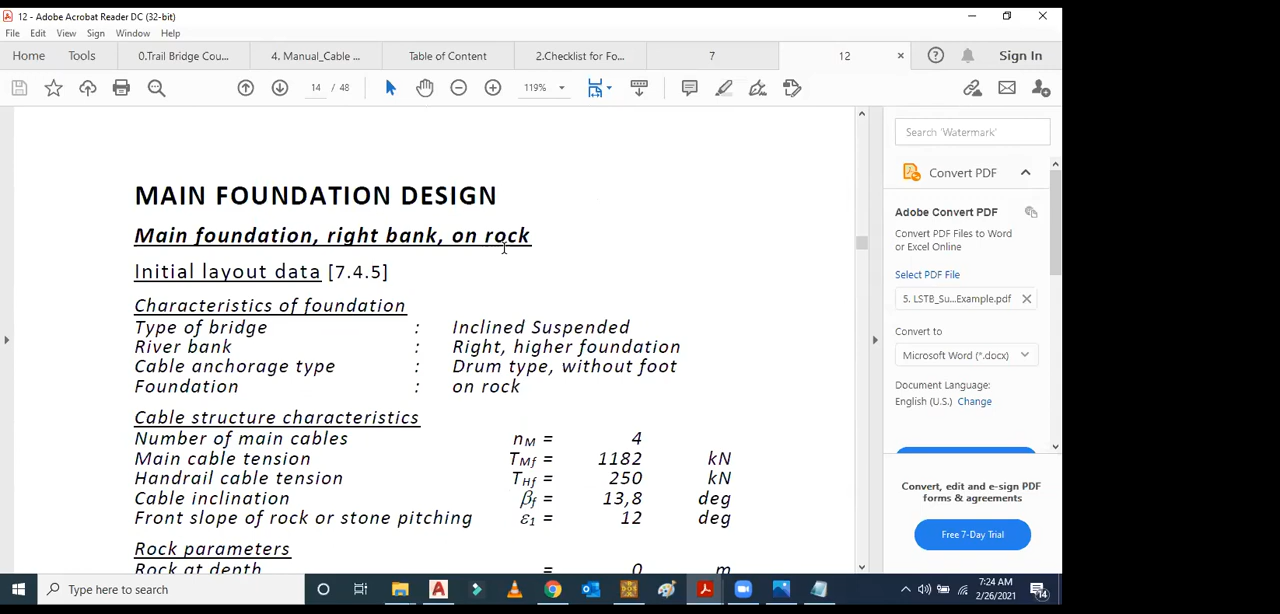 12 - Adobe Acrobat Reader DC (32-bit)
File Edit View Sign Window Help
Home Tools 0.Trail Bridge Cou... 4. Manual_Cable ... Table of Content 2.Checklist for Fo... 7 12 × Sign In
14 / 48 119%
MAIN FOUNDATION DESIGN
Main foundation, right bank, on rock
Initial layout data [7.4.5]
Characteristics of foundation
Type of bridge : Inclined Suspended
River bank : Right, higher foundation
Cable anchorage type : Drum type, without foot
Foundation : on rock
Cable structure characteristics
Number of main cables nM = 4
Main cable tension TMf = 1182 kN
Handrail cable tension THf = 250 kN
Cable inclination βf = 13,8 deg
Front slope of rock or stone pitching ε1 = 12 deg
Rock parameters
Rock at depth = 0 m
Search 'Watermark'
Convert PDF
Adobe Convert PDF
Convert PDF Files to Word
or Excel Online
Select PDF File
5. LSTB_Su...Example.pdf
Convert to
Microsoft Word (*.docx)
Document Language:
English (U.S.) Change
Convert, edit and e-sign PDF
forms & agreements
Free 7-Day Trial
Type here to search
7:24 AM
2/26/2021
14